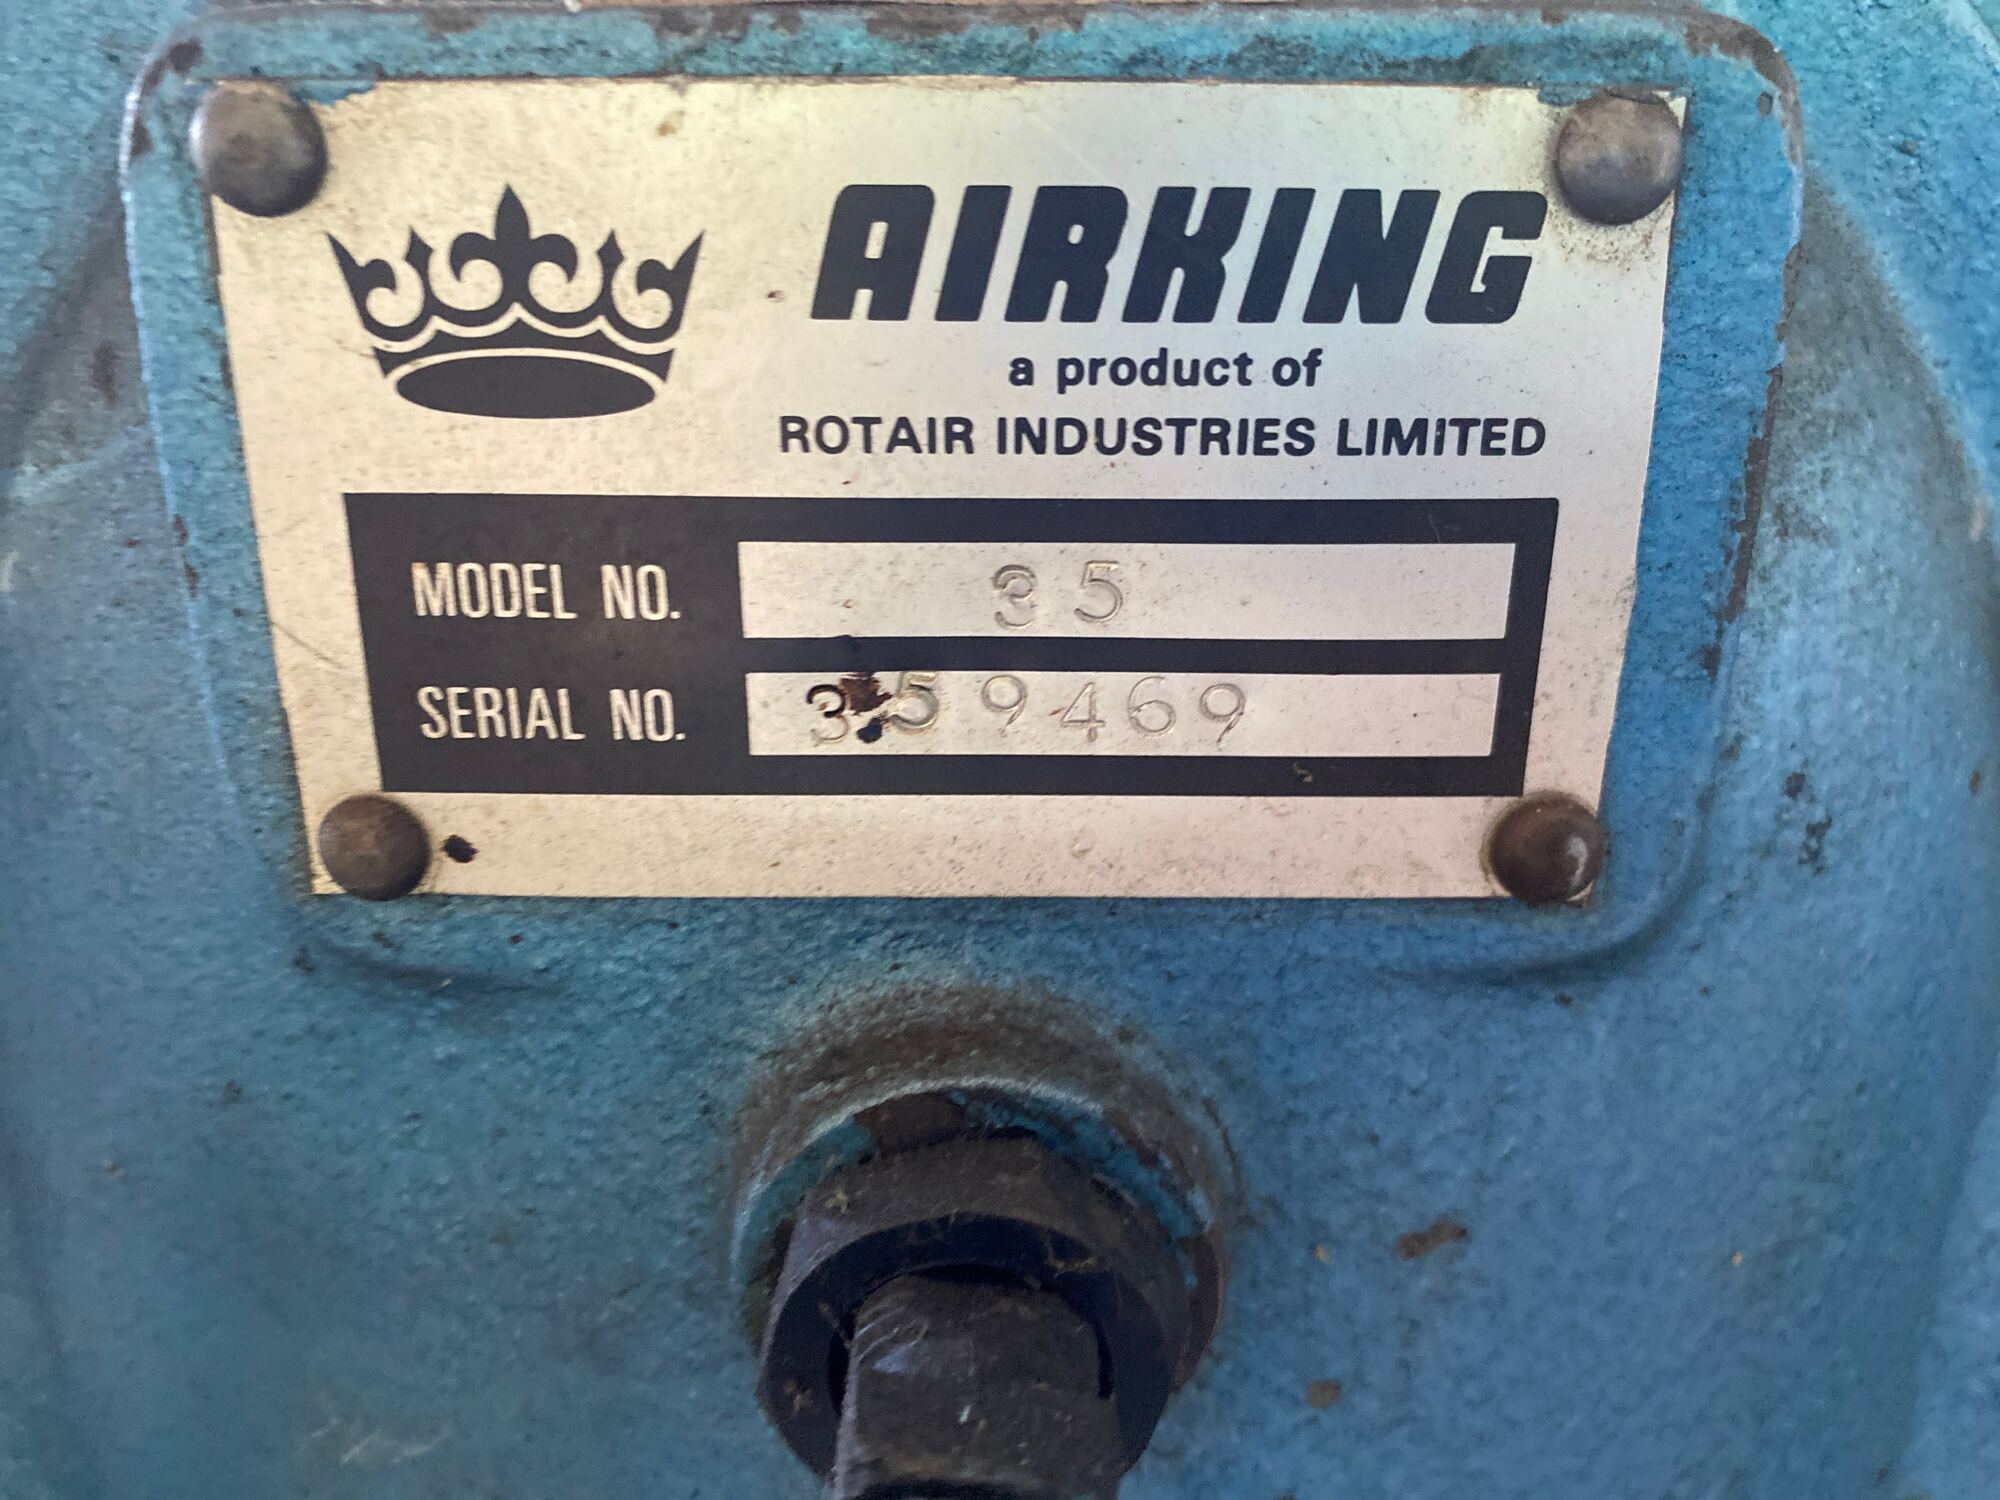 AIRKING
a product of
ROTAIR INDUSTRIES LIMITED
MODEL NO. 35
SERIAL NO. 359469